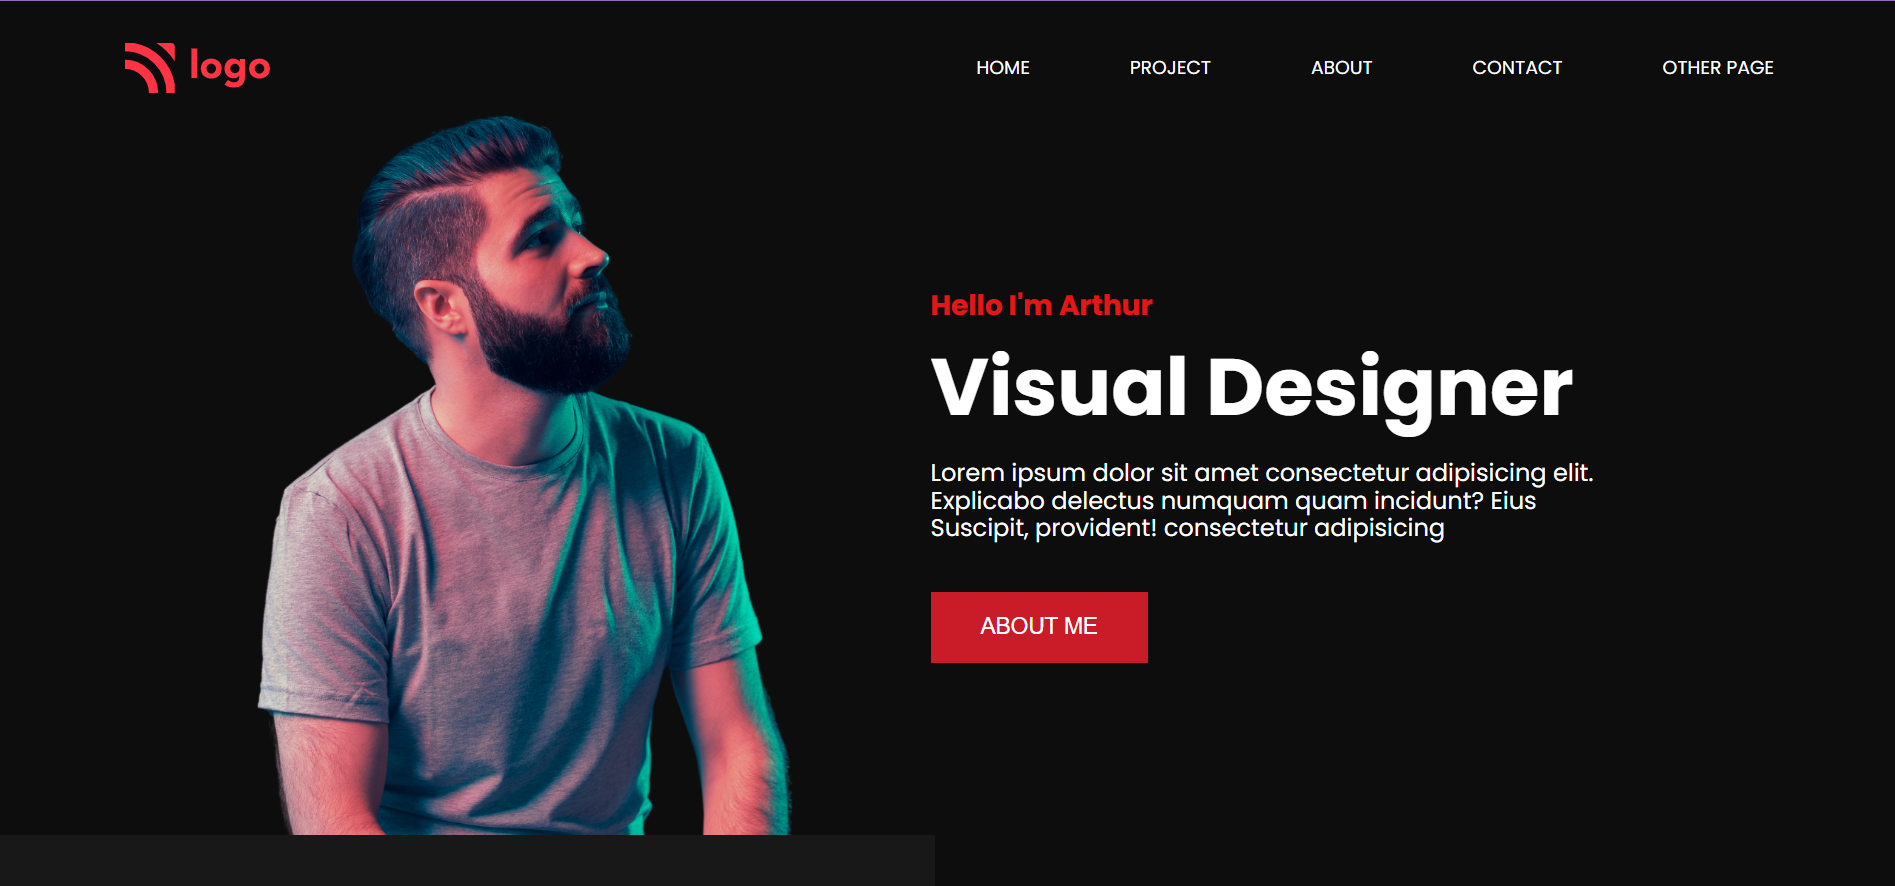 logo
HOME
PROJECT
ABOUT
CONTACT
OTHER PAGE
Hello I'm Arthur
Visual Designer
Lorem ipsum dolor sit amet consectetur adipisicing elit.
Explicabo delectus numquam quam incidunt? Eius
Suscipit, provident! consectetur adipisicing
ABOUT ME